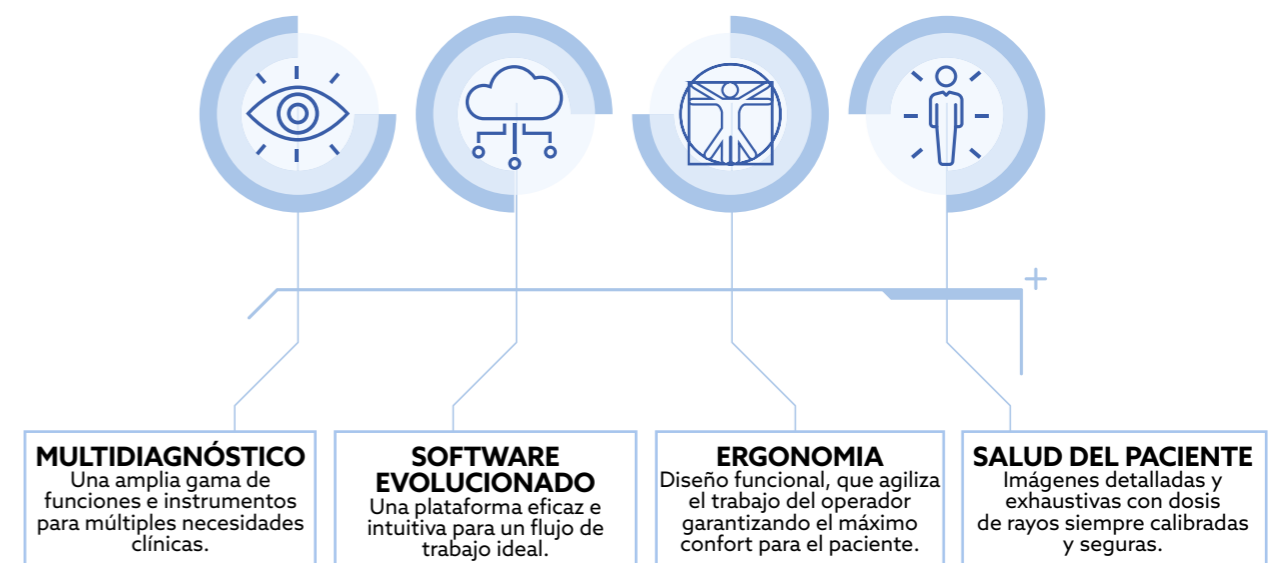 MULTIDIAGNÓSTICO
Una amplia gama de
funciones e instrumentos
para múltiples necesidades
clínicas.
SOFTWARE
EVOLUCIONADO
Una plataforma eficaz e
intuitiva para un flujo de
trabajo ideal.
ERGONOMIA
Diseño funcional, que agiliza
el trabajo del operador
garantizando el máximo
confort para el paciente.
SALUD DEL PACIENTE
Imágenes detalladas y
exhaustivas con dosis
de rayos siempre calibradas
y seguras.